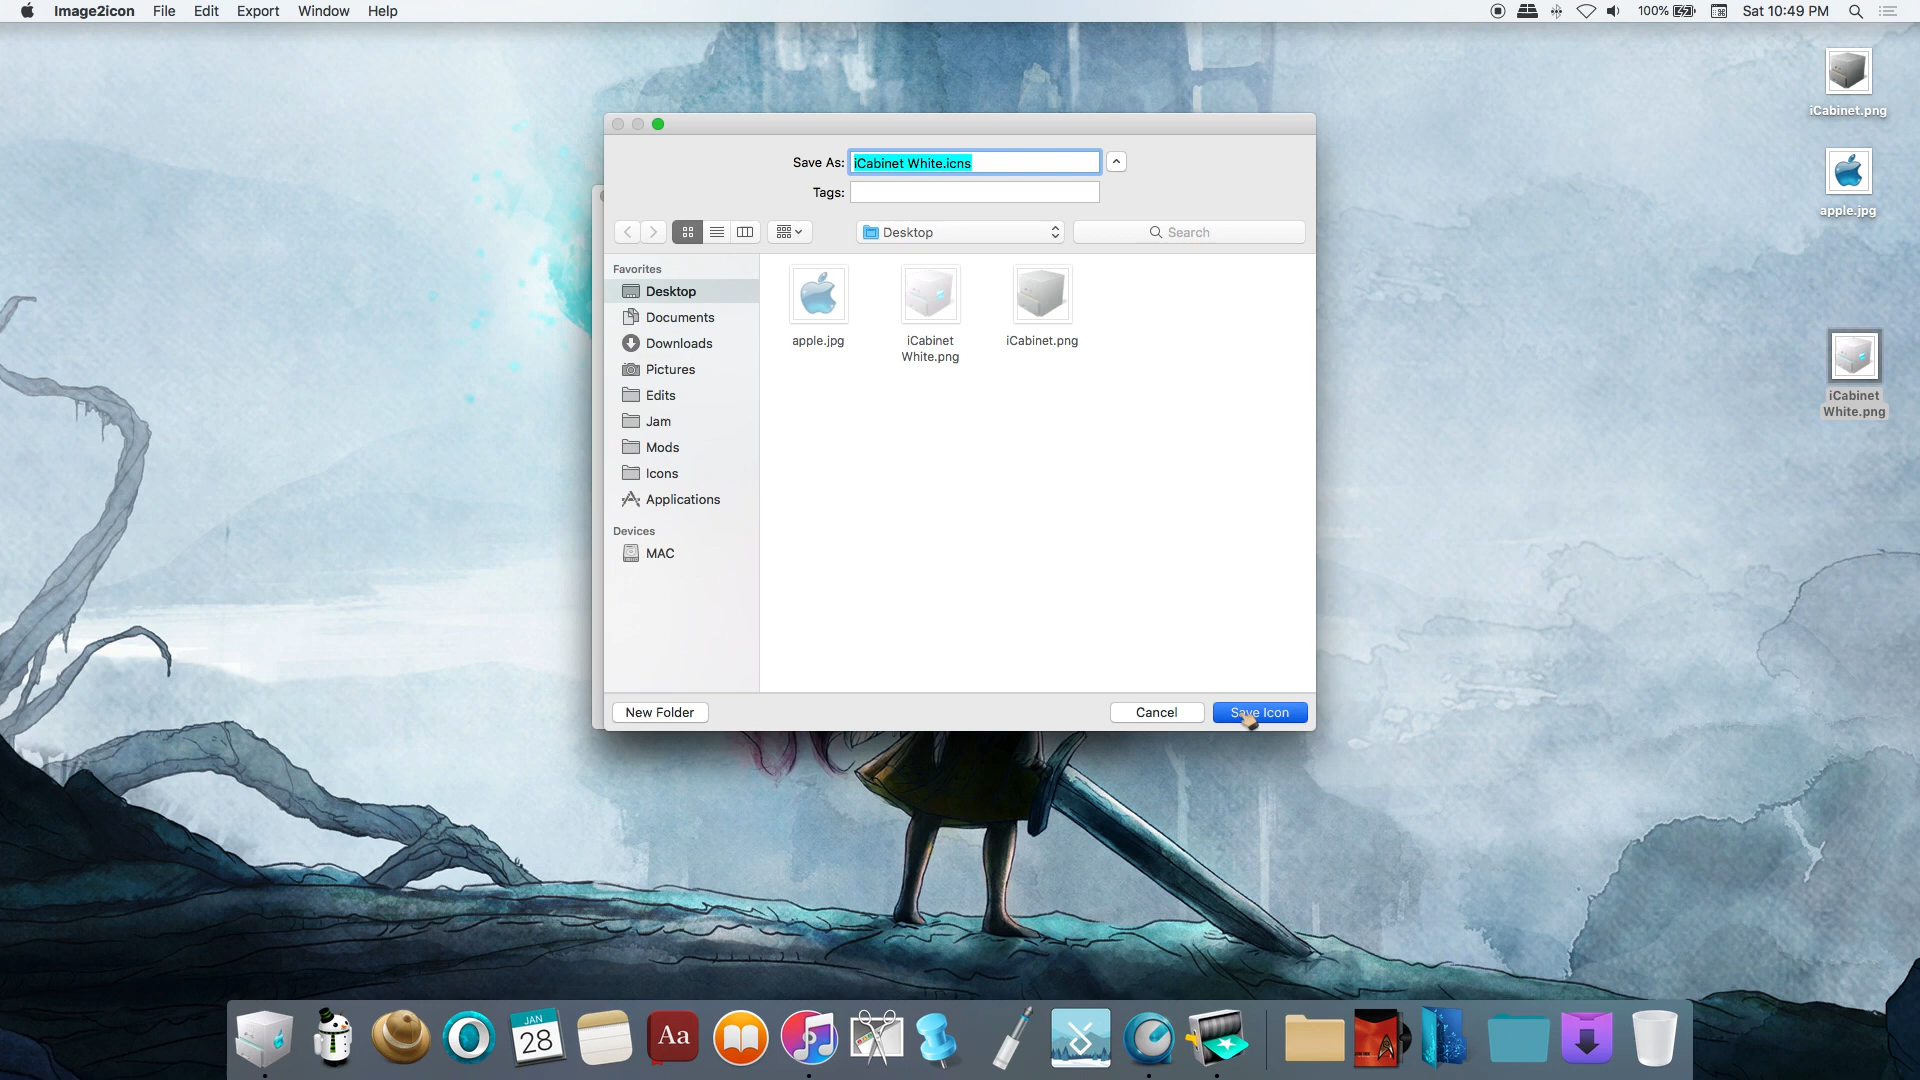 Image2icon File Edit Export Window Help
100% Sat 10:49 PM
iCabinet.png
apple.jpg
iCabinet
White.png
Save As: iCabinet White.icns
Tags:
Desktop
Search
Favorites
Desktop
Documents
Downloads
Pictures
Edits
Jam
Mods
Icons
Applications
Devices
MAC
apple.jpg
iCabinet
White.png
iCabinet.png
New Folder
Cancel
Save Icon
JAN
28
Aa